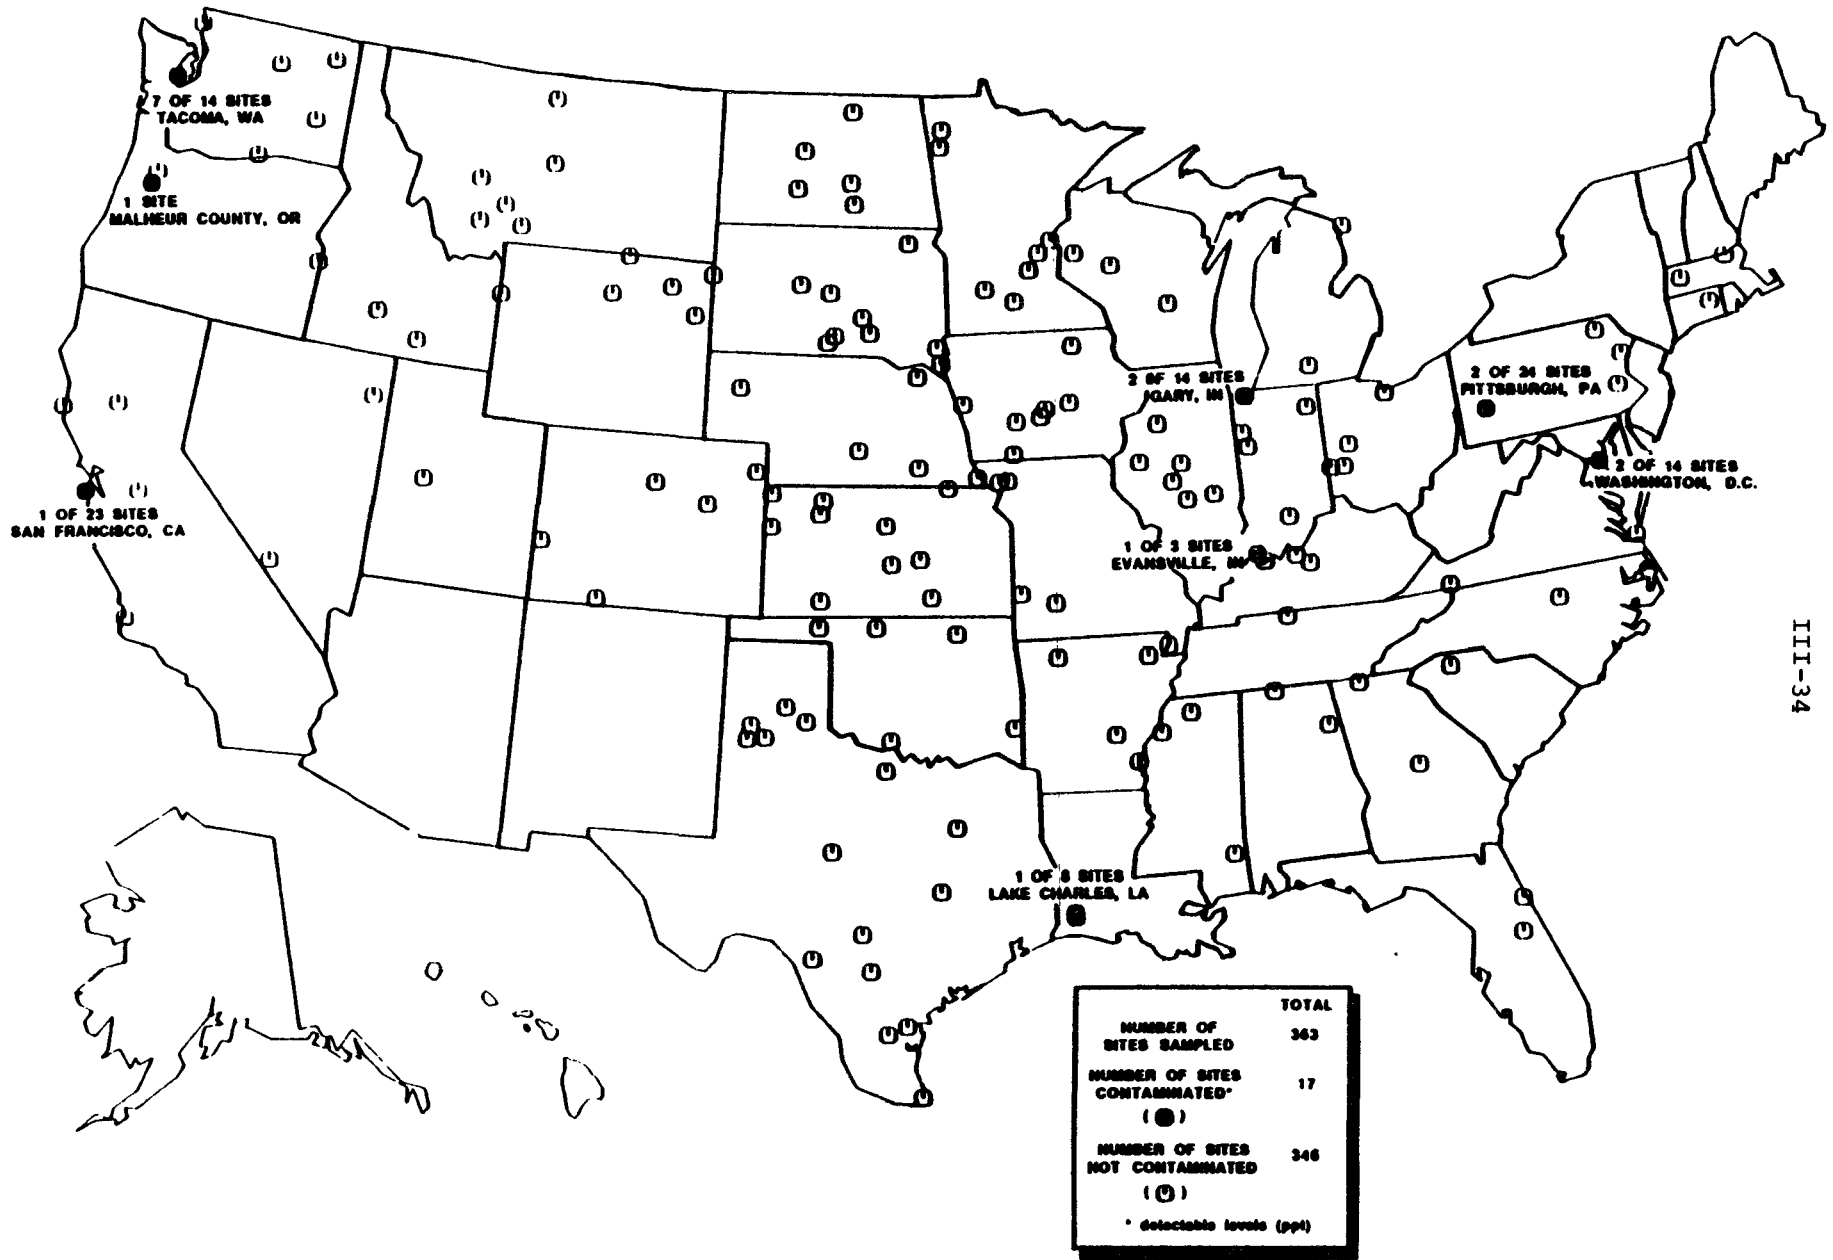 7 OF 14 SITES
TACOMA, WA
1 SITE
MALHEUR COUNTY, OR
1 OF 23 SITES
SAN FRANCISCO, CA
2 OF 14 SITES
GARY, IN
2 OF 24 SITES
PITTSBURGH, PA
2 OF 14 SITES
WASHINGTON, D.C.
1 OF 3 SITES
EVANSVILLE, IN
1 OF 8 SITES
LAKE CHARLES, LA
III-34
TOTAL
NUMBER OF
SITES SAMPLED 363
NUMBER OF SITES
CONTAMINATED* 17
NUMBER OF SITES
NOT CONTAMINATED 346
* detectable levels (ppt)